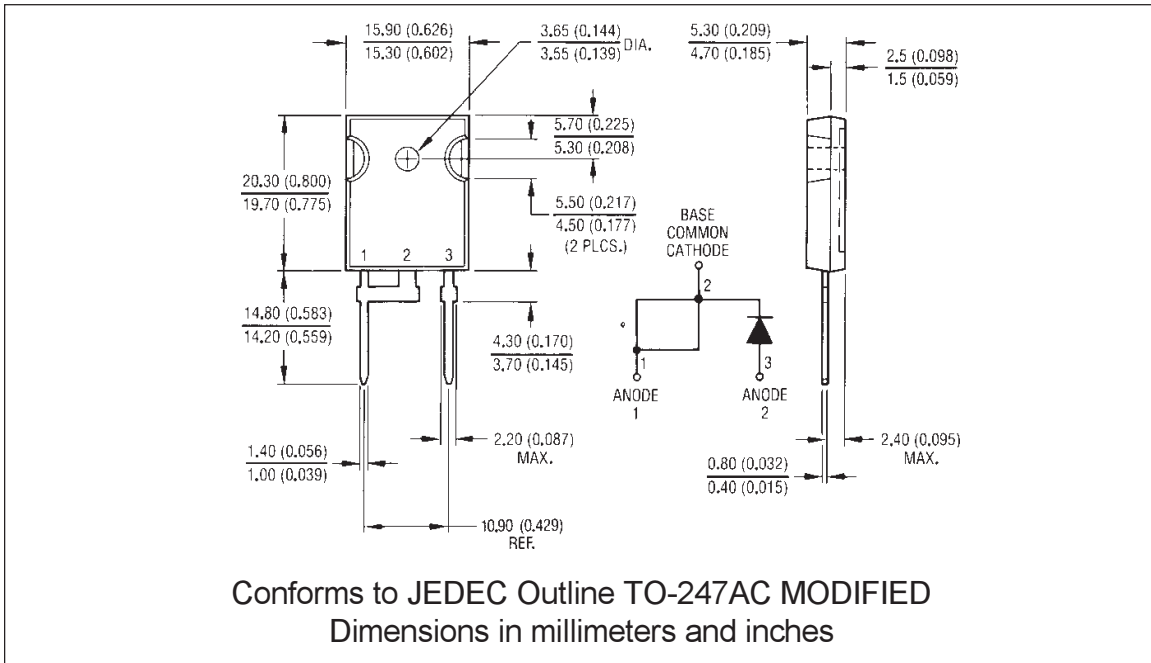 15.90 (0.626)
15.30 (0.602)
3.65 (0.144)
3.55 (0.139)
DIA.
5.30 (0.209)
4.70 (0.185)
2.5 (0.098)
1.5 (0.059)
5.70 (0.225)
5.30 (0.208)
20.30 (0.800)
19.70 (0.775)
5.50 (0.217)
4.50 (0.177)
(2 PLCS.)
1 2 3
BASE
COMMON
CATHODE
2
14.80 (0.583)
14.20 (0.559)
4.30 (0.170)
3.70 (0.145)
1
3
ANODE
1
ANODE
2
2.20 (0.087)
MAX.
1.40 (0.056)
1.00 (0.039)
2.40 (0.095)
MAX.
0.80 (0.032)
0.40 (0.015)
10.90 (0.429)
REF.
Conforms to JEDEC Outline TO-247AC MODIFIED
Dimensions in millimeters and inches